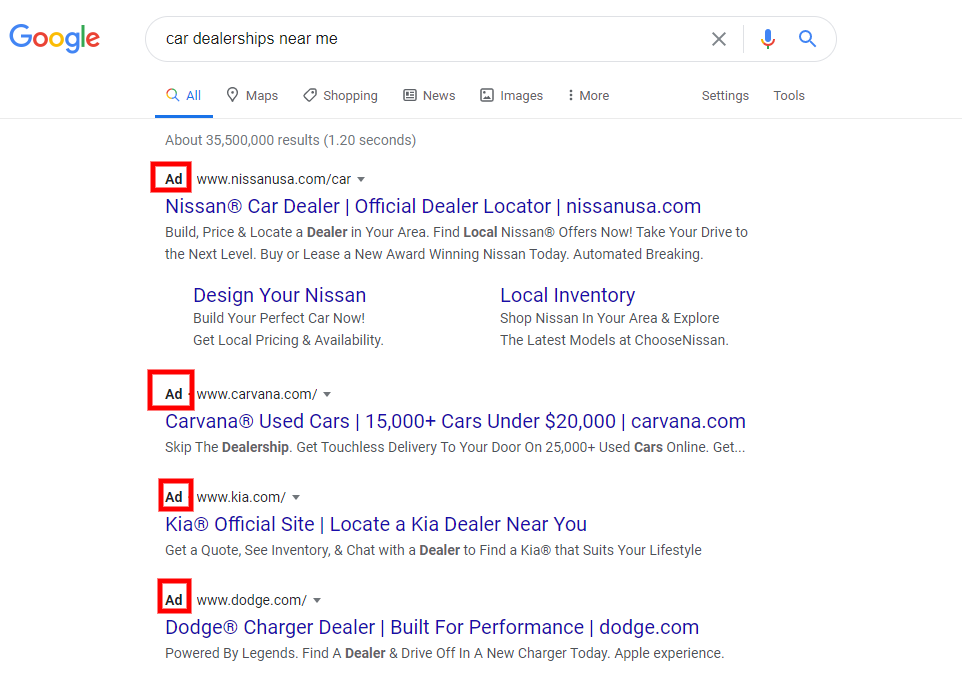 Google
car dealerships near me
All Maps Shopping News Images More Settings Tools
About 35,500,000 results (1.20 seconds)
Ad www.nissanusa.com/car
Nissan® Car Dealer | Official Dealer Locator | nissanusa.com
Build, Price & Locate a Dealer in Your Area. Find Local Nissan® Offers Now! Take Your Drive to
the Next Level. Buy or Lease a New Award Winning Nissan Today. Automated Breaking.
Design Your Nissan
Build Your Perfect Car Now!
Get Local Pricing & Availability.
Local Inventory
Shop Nissan In Your Area & Explore
The Latest Models at ChooseNissan.
Ad · www.carvana.com/
Carvana® Used Cars | 15,000+ Cars Under $20,000 | carvana.com
Skip The Dealership. Get Touchless Delivery To Your Door On 25,000+ Used Cars Online. Get...
Ad www.kia.com/
Kia® Official Site | Locate a Kia Dealer Near You
Get a Quote, See Inventory, & Chat with a Dealer to Find a Kia® that Suits Your Lifestyle
Ad www.dodge.com/
Dodge® Charger Dealer | Built For Performance | dodge.com
Powered By Legends. Find A Dealer & Drive Off In A New Charger Today. Apple experience.